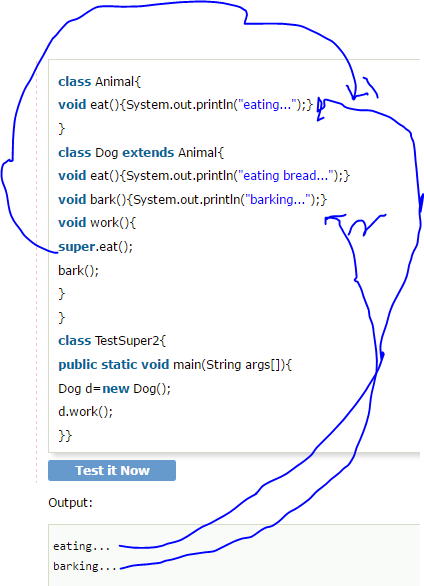 class Animal{
void eat(){System.out.println("eating...");}
}
class Dog extends Animal{
void eat(){System.out.println("eating bread...");}
void bark(){System.out.println("barking...");}
void work(){
super.eat();
bark();
}
}
class TestSuper2{
public static void main(String args[]){
Dog d=new Dog();
d.work();
}}
Test it Now
Output:
eating...
barking...